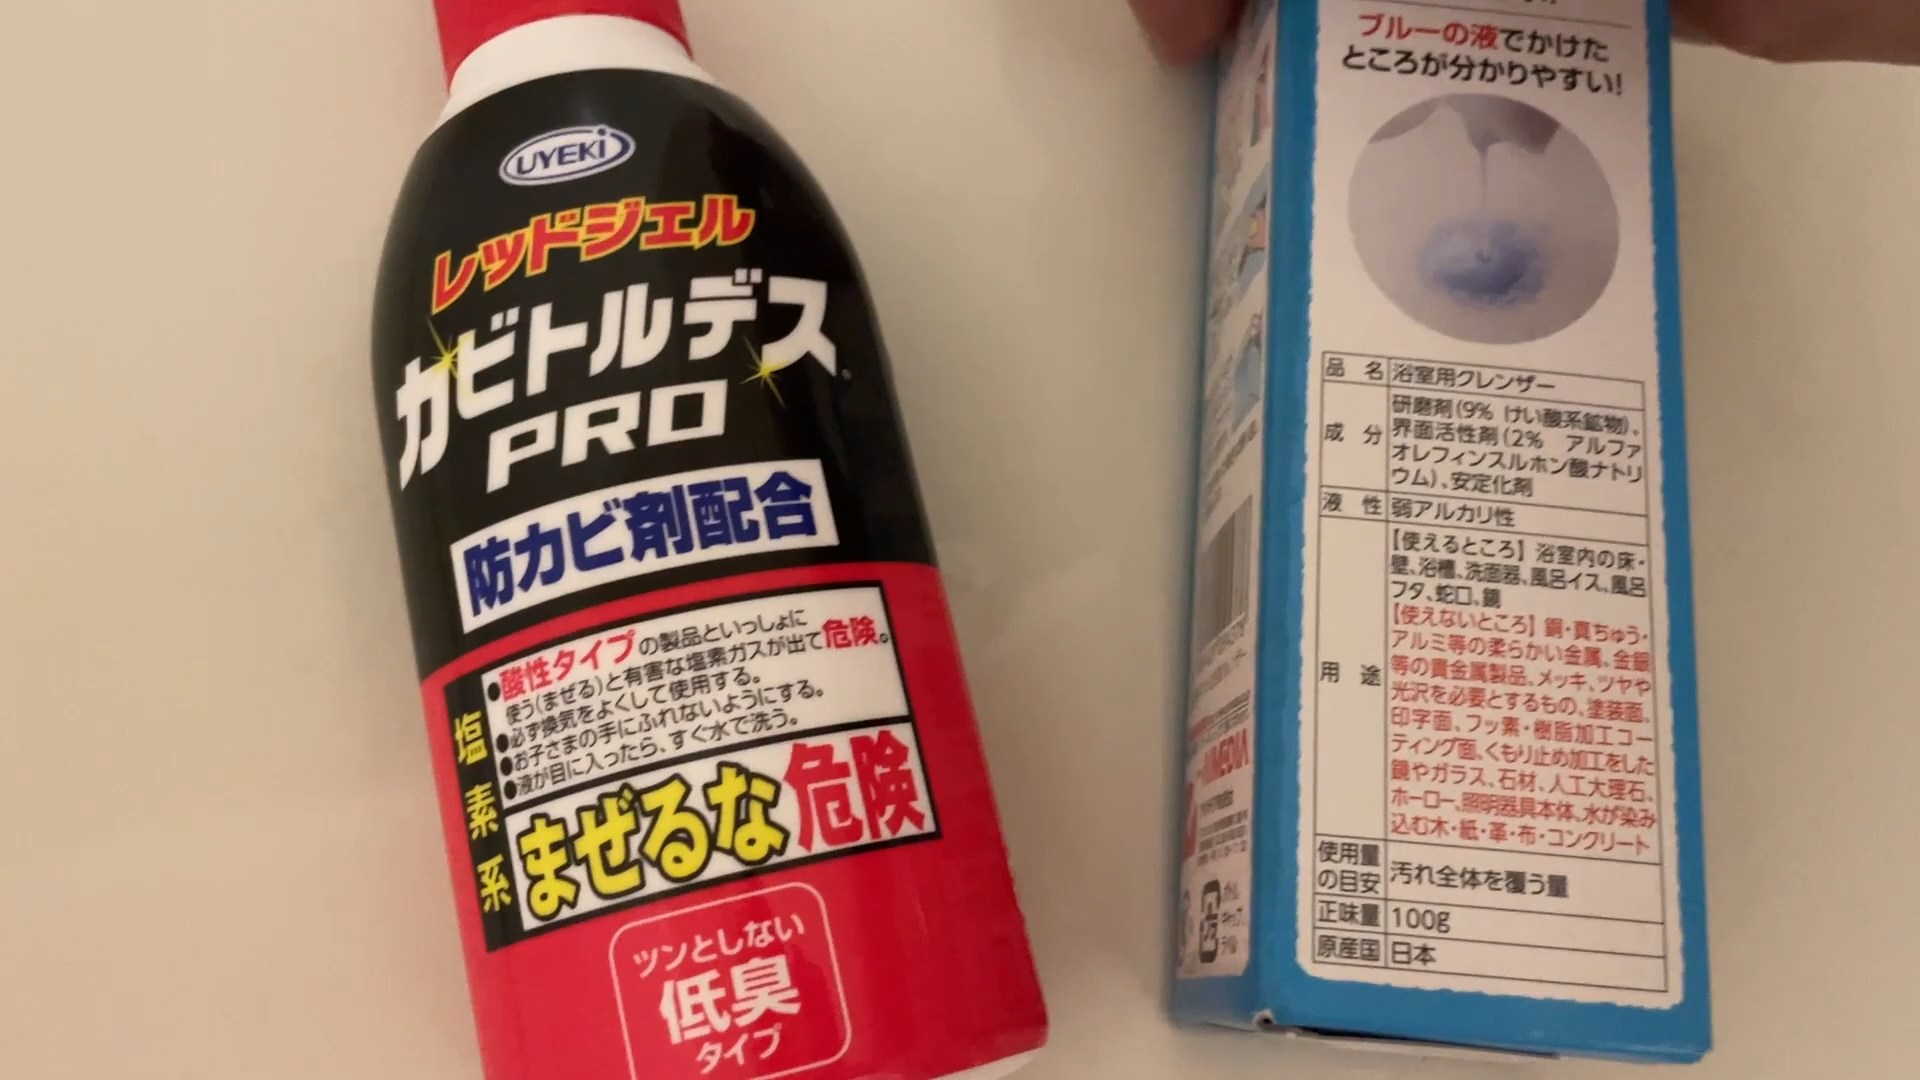 UYEKi
レッドジェル
カビトルデス
PRO
防カビ剤配合
塩素系
●酸性タイプの製品といっしょに
使う(まぜる)と有害な塩素ガスが出て危険。
●必ず換気をよくして使用する。
●お子さまの手にふれないようにする。
●液が目に入ったら、すぐ水で洗う。
まぜるな危険
ツンとしない
低臭
タイプ
ブルーの液でかけた
ところが分かりやすい!
品 名 浴室用クレンザー
成 分 研磨剤(9% けい酸系鉱物)、
界面活性剤(2% アルファ
オレフィンスルホン酸ナトリ
ウム)、安定化剤
液 性 弱アルカリ性
用 途 【使えるところ】浴室内の床・
壁、浴槽、洗面器、風呂イス、風呂
フタ、蛇口、鏡
【使えないところ】銅・真ちゅう・
アルミ等の柔らかい金属、金銀
等の貴金属製品、メッキ、ツヤや
光沢を必要とするもの、塗装面、
印字面、フッ素・樹脂加工コー
ティング面、くもり止め加工をした
鏡やガラス、石材、人工大理石、
ホーロー、照明器具本体、水が染み
込む木・紙・革・布・コンクリート
使用量
の目安 汚れ全体を覆う量
正味量 100g
原産国 日本
AIMEDIA